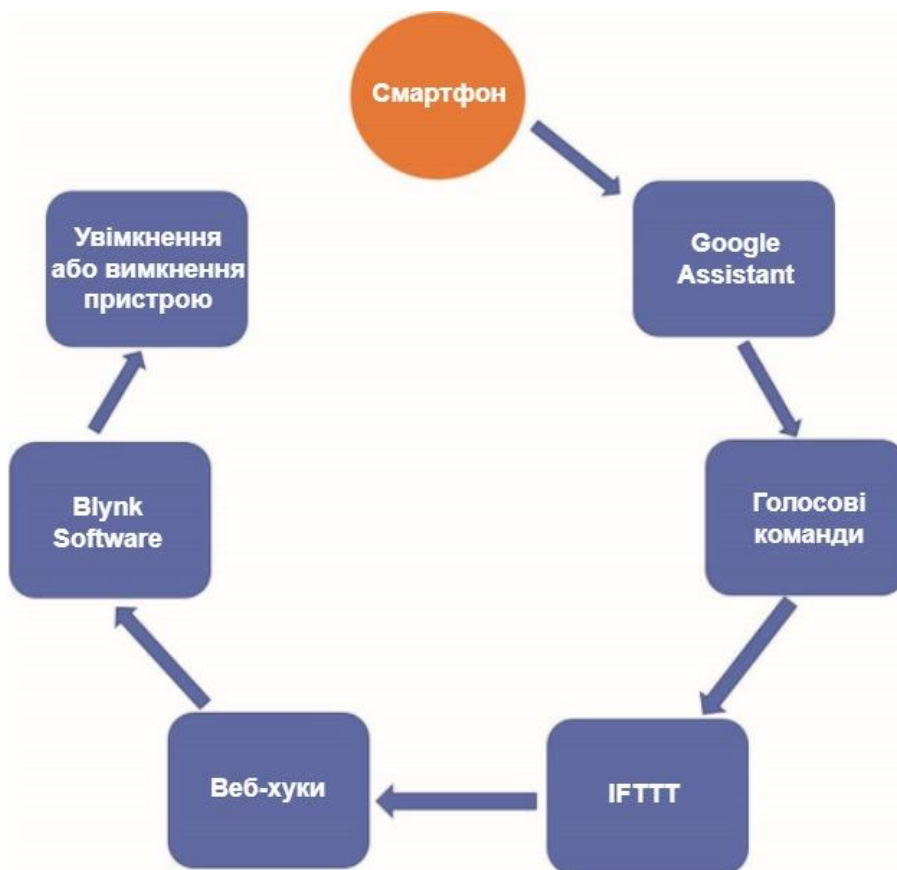 Смартфон
Google
Assistant
Голосові
команди
IFTTT
Веб-хуки
Blynk
Software
Увімкнення
або вимкнення
пристрою